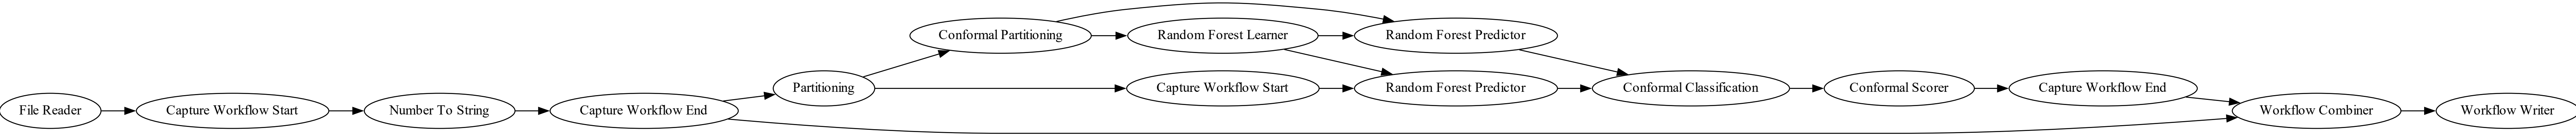 File Reader
Capture Workflow Start
Number To String
Capture Workflow End
Partitioning
Conformal Partitioning
Random Forest Learner
Random Forest Predictor
Capture Workflow Start
Random Forest Predictor
Conformal Classification
Conformal Scorer
Capture Workflow End
Workflow Combiner
Workflow Writer